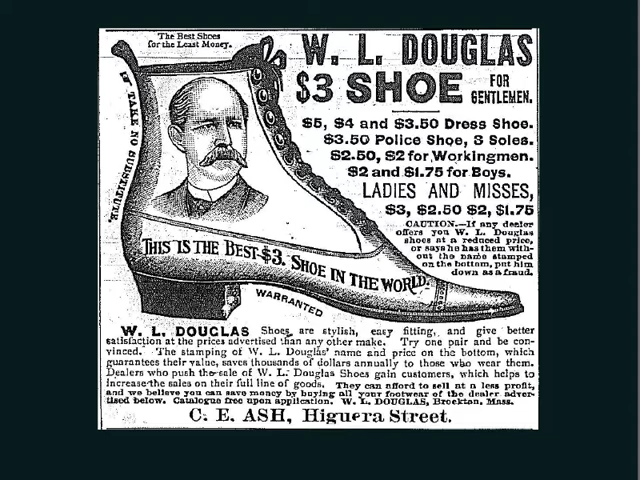 The Best Shoes
for the Least Money.
W. L. DOUGLAS
$3 SHOE FOR
GENTLEMEN.
$5, $4 and $3.50 Dress Shoe.
$3.50 Police Shoe, 3 Soles.
$2.50, $2 for Workingmen.
$2 and $1.75 for Boys.
LADIES AND MISSES,
$3, $2.50 $2, $1.75
CAUTION.—If any dealer
offers you W. L. Douglas
shoes at a reduced price,
or says he has them with-
out the name stamped
on the bottom, put him
down as a fraud.
TAKE NO SUBSTITUTE.
THIS IS THE BEST $3. SHOE IN THE WORLD.
WARRANTED
W. L. DOUGLAS Shoes are stylish, easy fitting, and give better
satisfaction at the prices advertised than any other make. Try one pair and be con-
vinced. The stamping of W. L. Douglas' name and price on the bottom, which
guarantees their value, saves thousands of dollars annually to those who wear them.
Dealers who push the sale of W. L. Douglas Shoes gain customers, which helps to
increase the sales on their full line of goods. They can afford to sell at a less profit,
and we believe you can save money by buying all your footwear of the dealer adver-
tised below. Catalogue free upon application. W. L. DOUGLAS, Brockton, Mass.
C. E. ASH, Higuera Street.